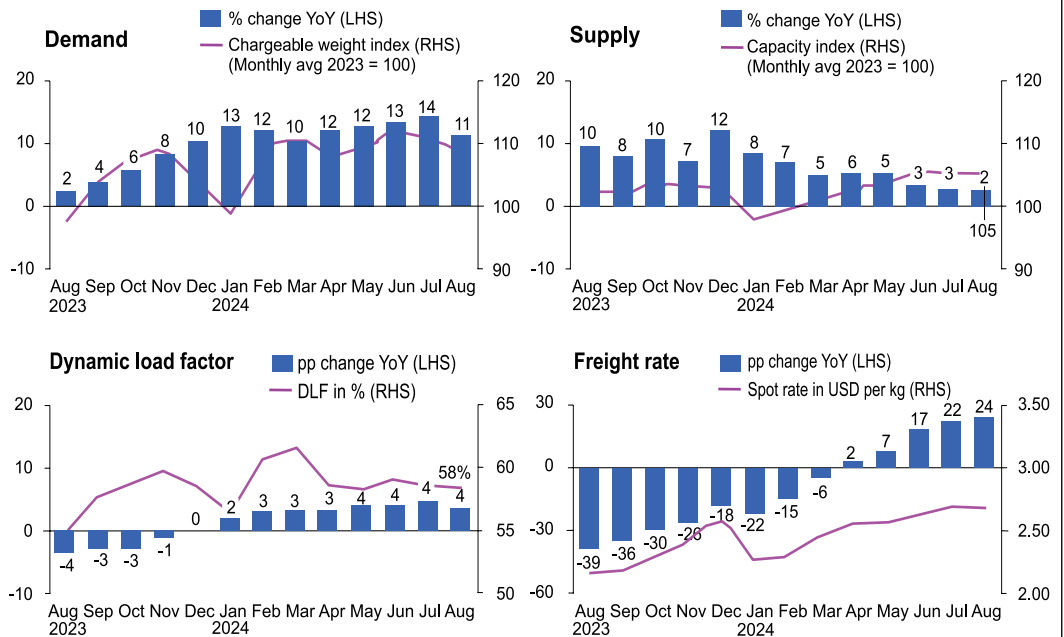 Demand
% change YoY (LHS)
Chargeable weight index (RHS)
(Monthly avg 2023 = 100)
20 10 0 -10
120 110 100 90
2 4 6 8 10 13 12 10 12 12 13 14 11
Aug Sep Oct Nov Dec Jan Feb Mar Apr May Jun Jul Aug
2023 2024
Supply
% change YoY (LHS)
Capacity index (RHS)
(Monthly avg 2023 = 100)
20 10 0 -10
120 110 100 90
10 8 10 7 12 8 7 5 6 5 3 3 2
105
Aug Sep Oct Nov Dec Jan Feb Mar Apr May Jun Jul Aug
2023 2024
Dynamic load factor
pp change YoY (LHS)
DLF in % (RHS)
20 10 0 -10
65 60 55 50
58%
-4 -3 -3 -1 0 2 3 3 3 4 4 4 4
Aug Sep Oct Nov Dec Jan Feb Mar Apr May Jun Jul Aug
2023 2024
Freight rate
pp change YoY (LHS)
Spot rate in USD per kg (RHS)
30 0 -30 -60
3.50 3.00 2.50 2.00
-39 -36 -30 -26 -18 -22 -15 -6 2 7 17 22 24
Aug Sep Oct Nov Dec Jan Feb Mar Apr May Jun Jul Aug
2023 2024